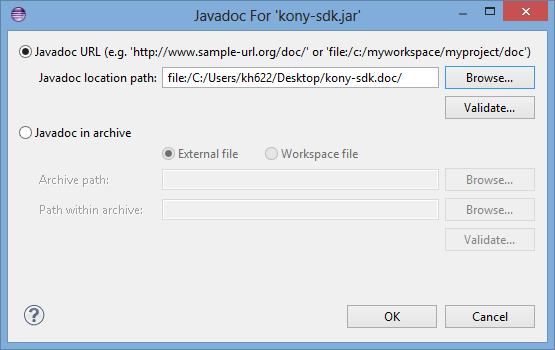 Javadoc For 'kony-sdk.jar'
Javadoc URL (e.g. 'http://www.sample-url.org/doc/' or 'file:/c:/myworkspace/myproject/doc')
Javadoc location path: file:/C:/Users/kh622/Desktop/kony-sdk.doc/ Browse...
Validate...
Javadoc in archive
External file Workspace file
Archive path: Browse...
Path within archive: Browse...
Validate...
? OK Cancel